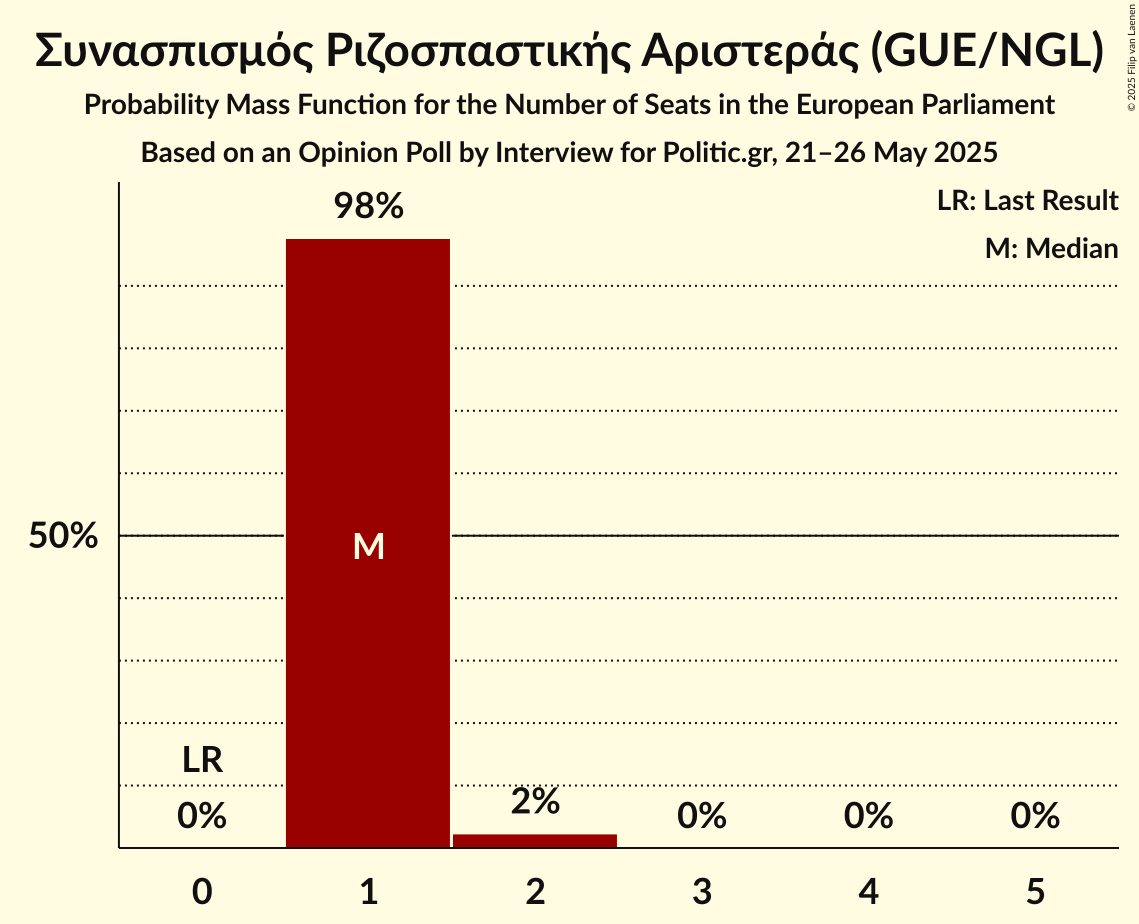 Συνασπισμός Ριζοσπαστικής Αριστεράς (GUE/NGL)
Probability Mass Function for the Number of Seats in the European Parliament
Based on an Opinion Poll by Interview for Politic.gr, 21–26 May 2025
© 2025 Filip van Laenen
LR: Last Result
M: Median
98%
50%
M
LR
0%
2%
0%
0%
0%
0 1 2 3 4 5